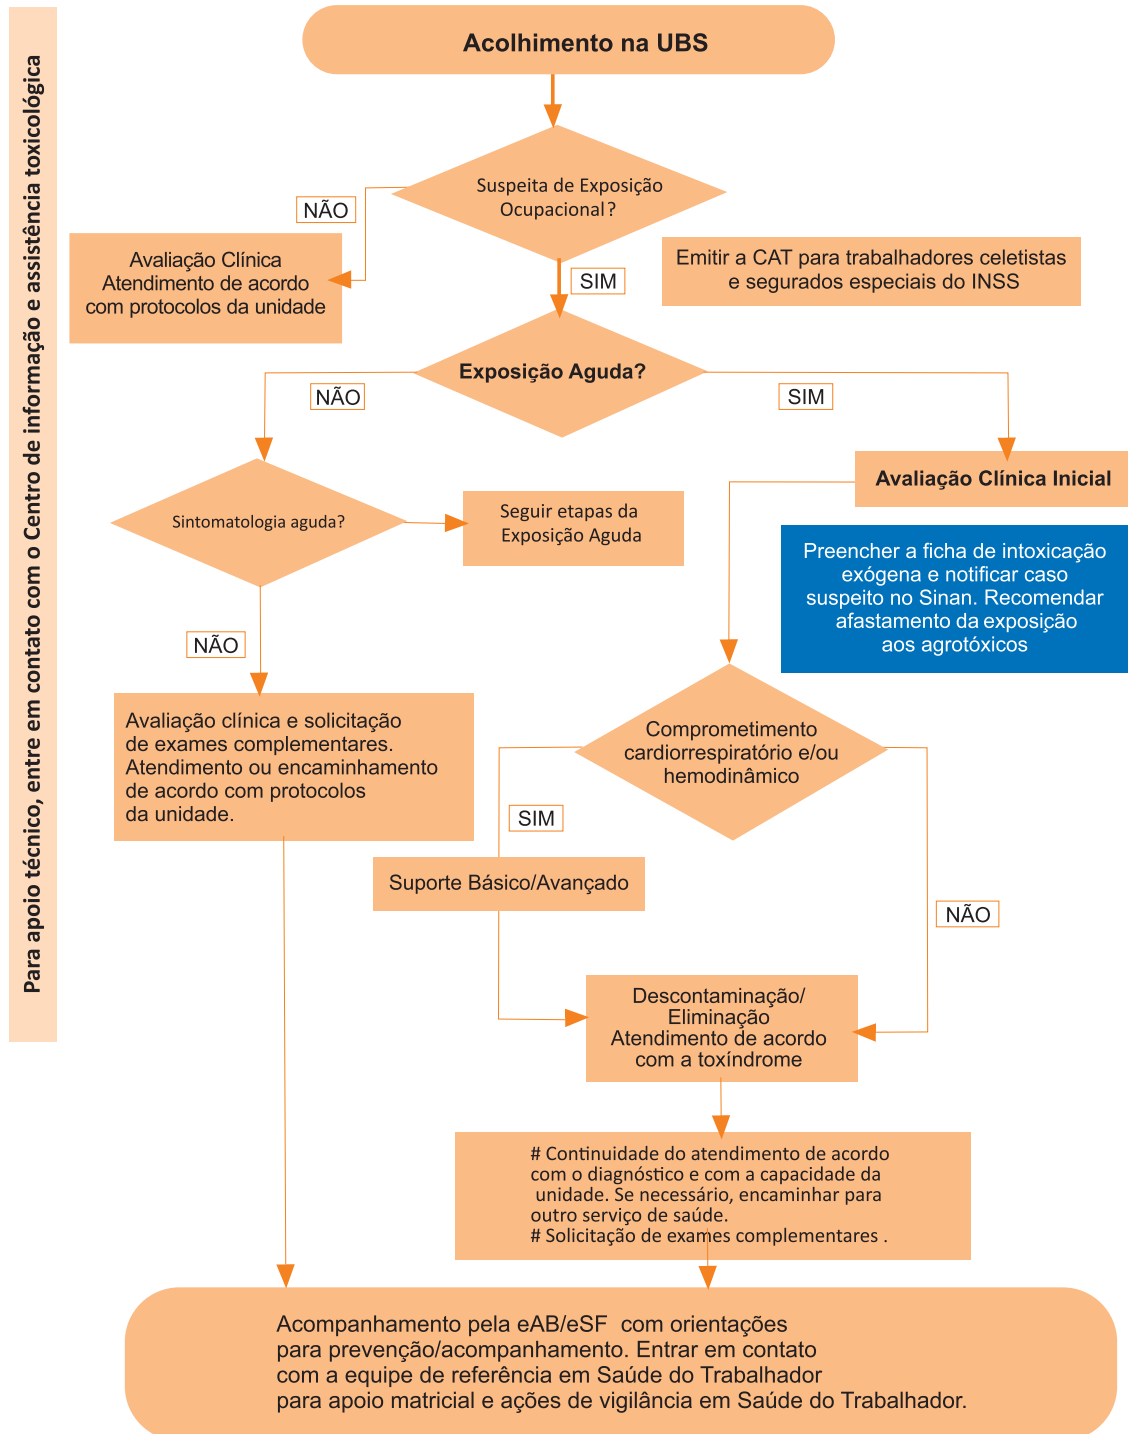 Para apoio técnico, entre em contato com o Centro de informação e assistência toxicológica
Acolhimento na UBS
Suspeita de Exposição
Ocupacional?
NÃO
Avaliação Clínica
Atendimento de acordo
com protocolos da unidade
SIM
Emitir a CAT para trabalhadores celetistas
e segurados especiais do INSS
Exposição Aguda?
NÃO
SIM
Avaliação Clínica Inicial
Sintomatologia aguda?
Seguir etapas da
Exposição Aguda
Preencher a ficha de intoxicação
exógena e notificar caso
suspeito no Sinan. Recomendar
afastamento da exposição
aos agrotóxicos
NÃO
Avaliação clínica e solicitação
de exames complementares.
Atendimento ou encaminhamento
de acordo com protocolos
da unidade.
Comprometimento
cardiorrespiratório e/ou
hemodinâmico
SIM
Suporte Básico/Avançado
NÃO
Descontaminação/
Eliminação
Atendimento de acordo
com a toxíndrome
# Continuidade do atendimento de acordo
com o diagnóstico e com a capacidade da
unidade. Se necessário, encaminhar para
outro serviço de saúde.
# Solicitação de exames complementares .
Acompanhamento pela eAB/eSF com orientações
para prevenção/acompanhamento. Entrar em contato
com a equipe de referência em Saúde do Trabalhador
para apoio matricial e ações de vigilância em Saúde do Trabalhador.